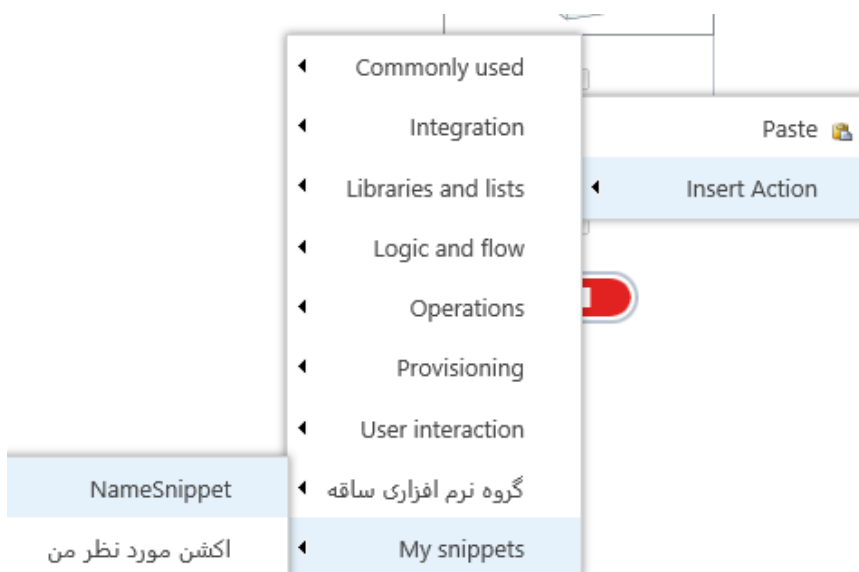 Paste
Insert Action
Commonly used
Integration
Libraries and lists
Logic and flow
Operations
Provisioning
User interaction
گروه نرم افزاری ساقه
My snippets
NameSnippet
اکشن مورد نظر من